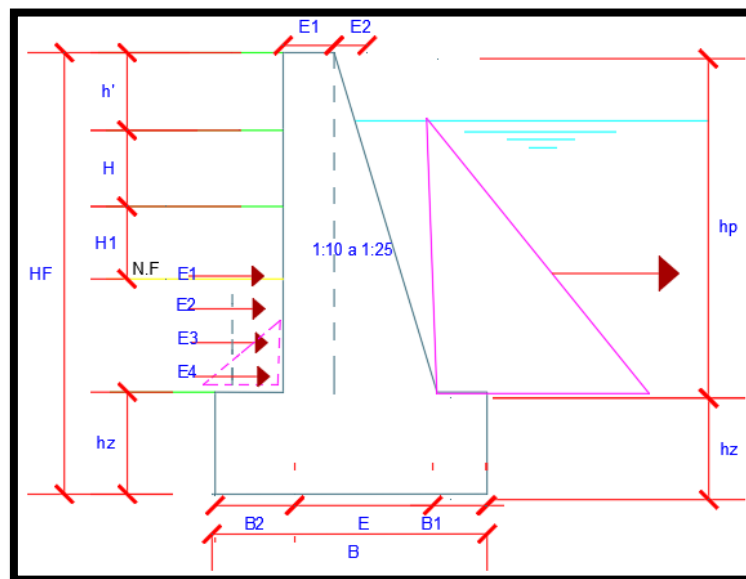 E1 E2
h'
H
H1
HF
N.F
1:10 a 1:25
hp
E1
E2
E3
E4
hz
hz
B2 E B1
B